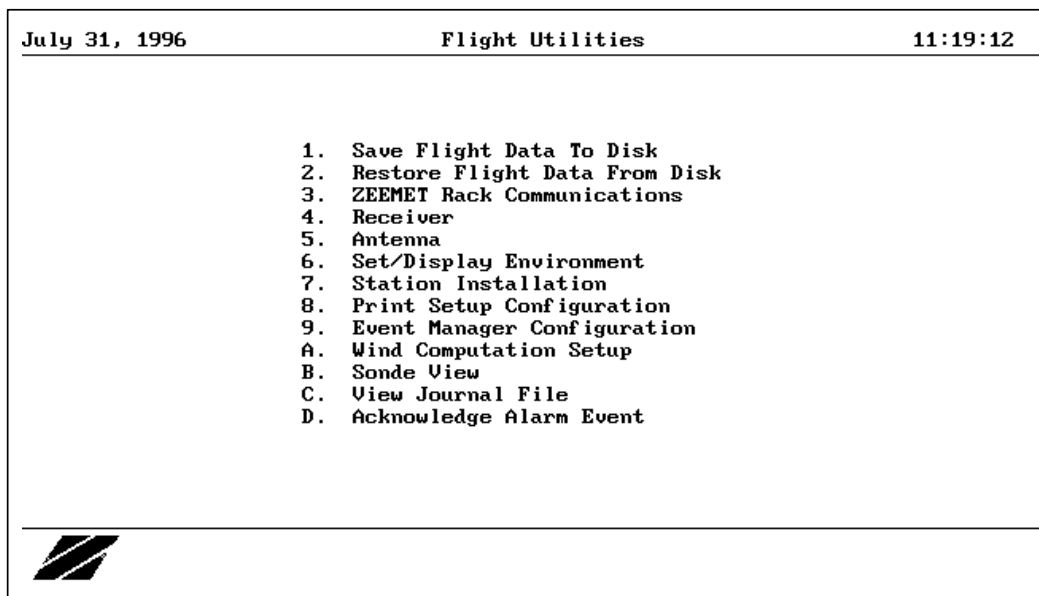 July 31, 1996 Flight Utilities 11:19:12
1. Save Flight Data To Disk
2. Restore Flight Data From Disk
3. ZEEMET Rack Communications
4. Receiver
5. Antenna
6. Set/Display Environment
7. Station Installation
8. Print Setup Configuration
9. Event Manager Configuration
A. Wind Computation Setup
B. Sonde View
C. View Journal File
D. Acknowledge Alarm Event